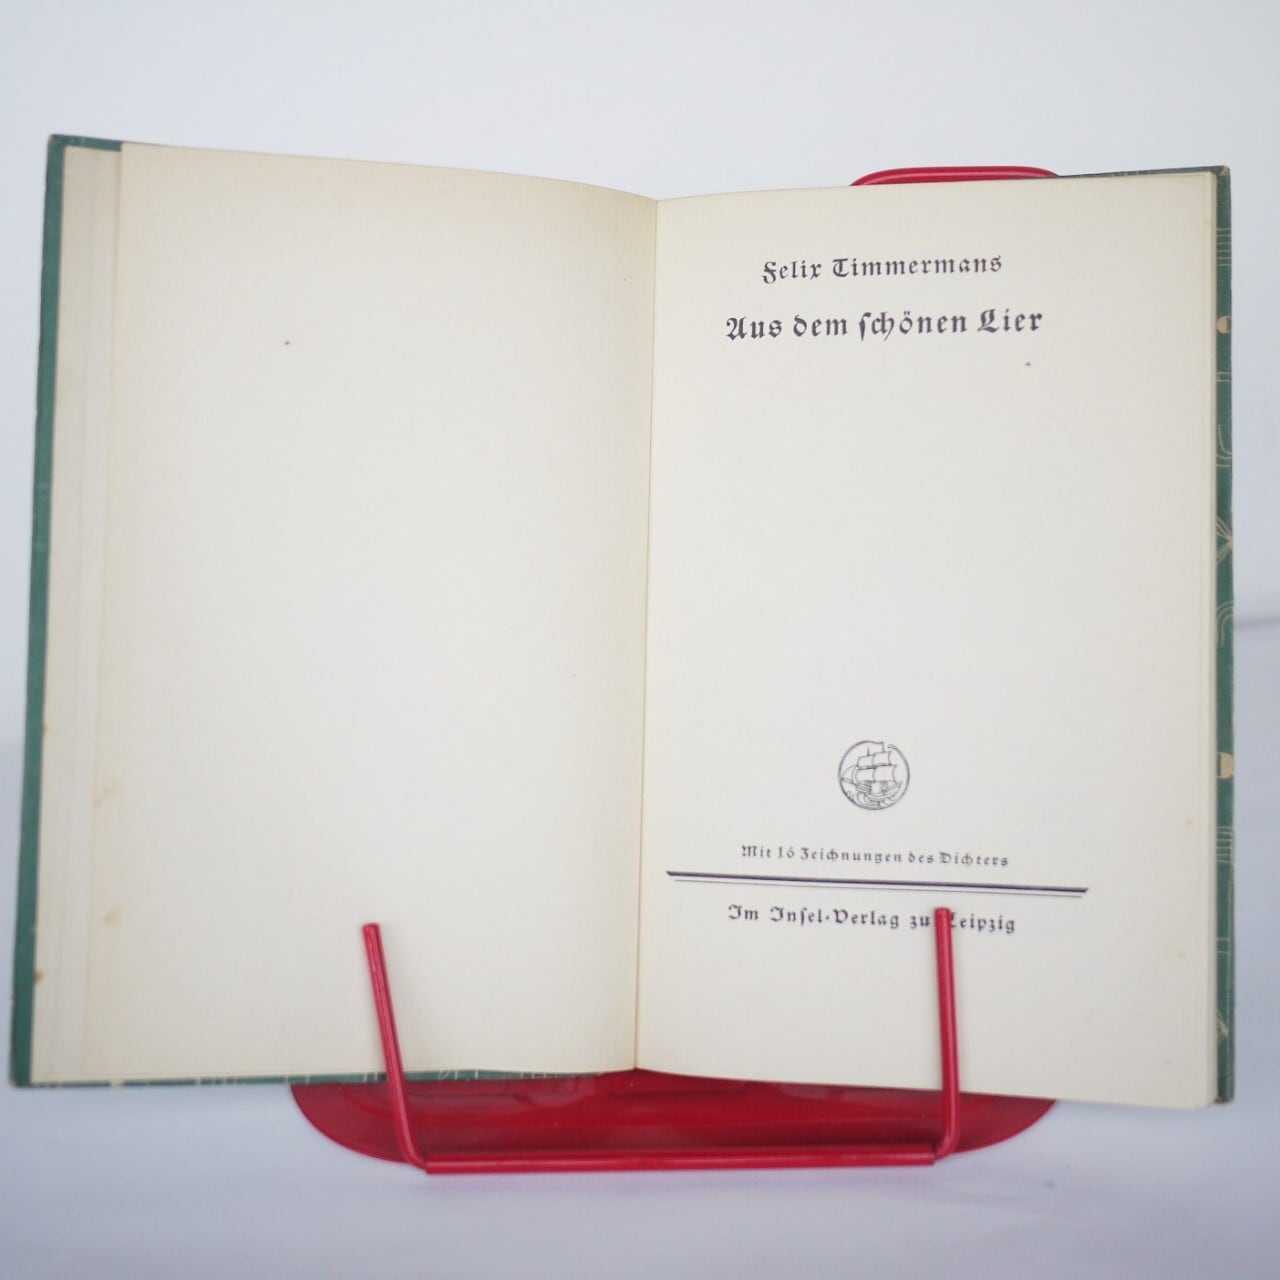 Felix Timmermans
Aus dem ſchönen Lier
Mit 16 Zeichnungen des Dichters
Im Inſel-Verlag zu Leipzig